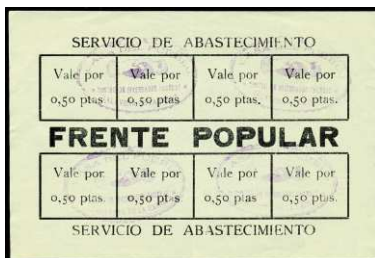 SERVICIO DE ABASTECIMIENTO
Vale por Vale por Vale por Vale por
0,50 ptas. 0,50 ptas 0,50 ptas. 0,50 ptas.
FRENTE POPULAR
Vale por Vale por Vale por Vale por
0,50 ptas. 0,50 ptas 0,50 ptas 0,50 ptas.
SERVICIO DE ABASTECIMIENTO